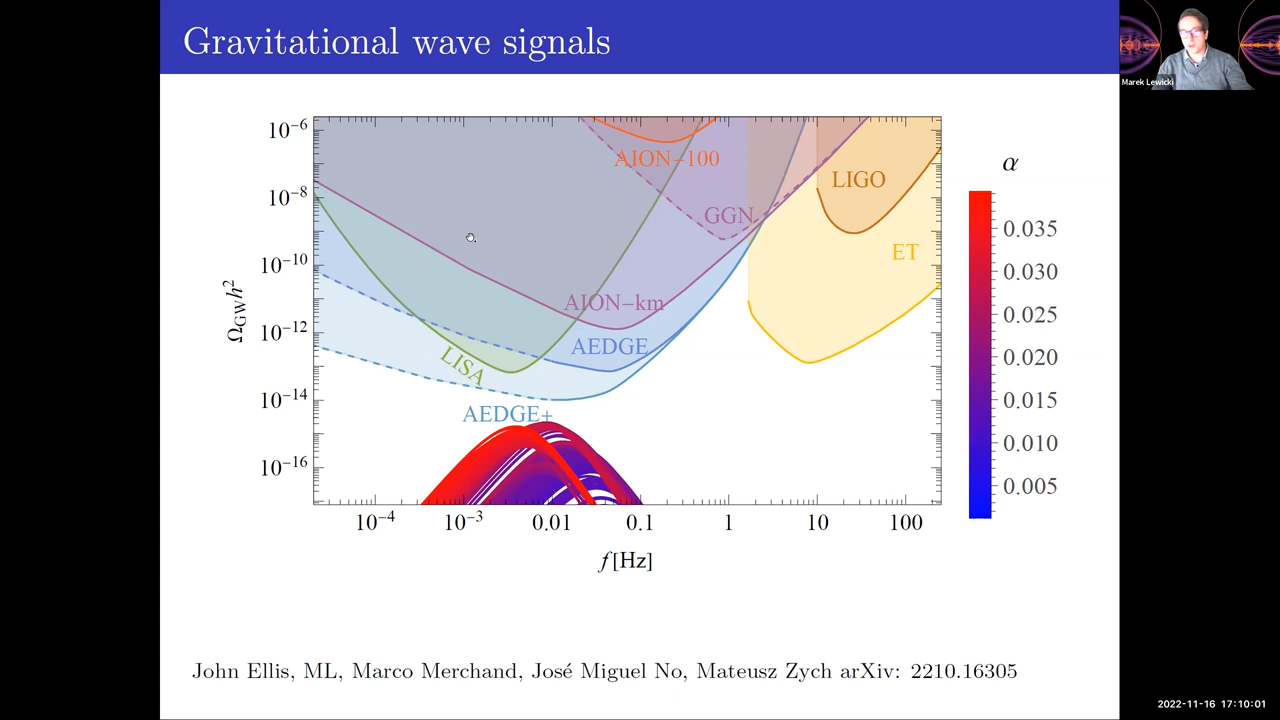 Gravitational wave signals
Marek Lewicki
10⁻⁶
10⁻⁸
10⁻¹⁰
10⁻¹²
10⁻¹⁴
10⁻¹⁶
Ω_GW h²
AION−100
GGN
LIGO
ET
AION−km
AEDGE
LISA
AEDGE+
10⁻⁴ 10⁻³ 0.01 0.1 1 10 100
f[Hz]
α
0.035
0.030
0.025
0.020
0.015
0.010
0.005
John Ellis, ML, Marco Merchand, José Miguel No, Mateusz Zych arXiv: 2210.16305
2022-11-16 17:10:01